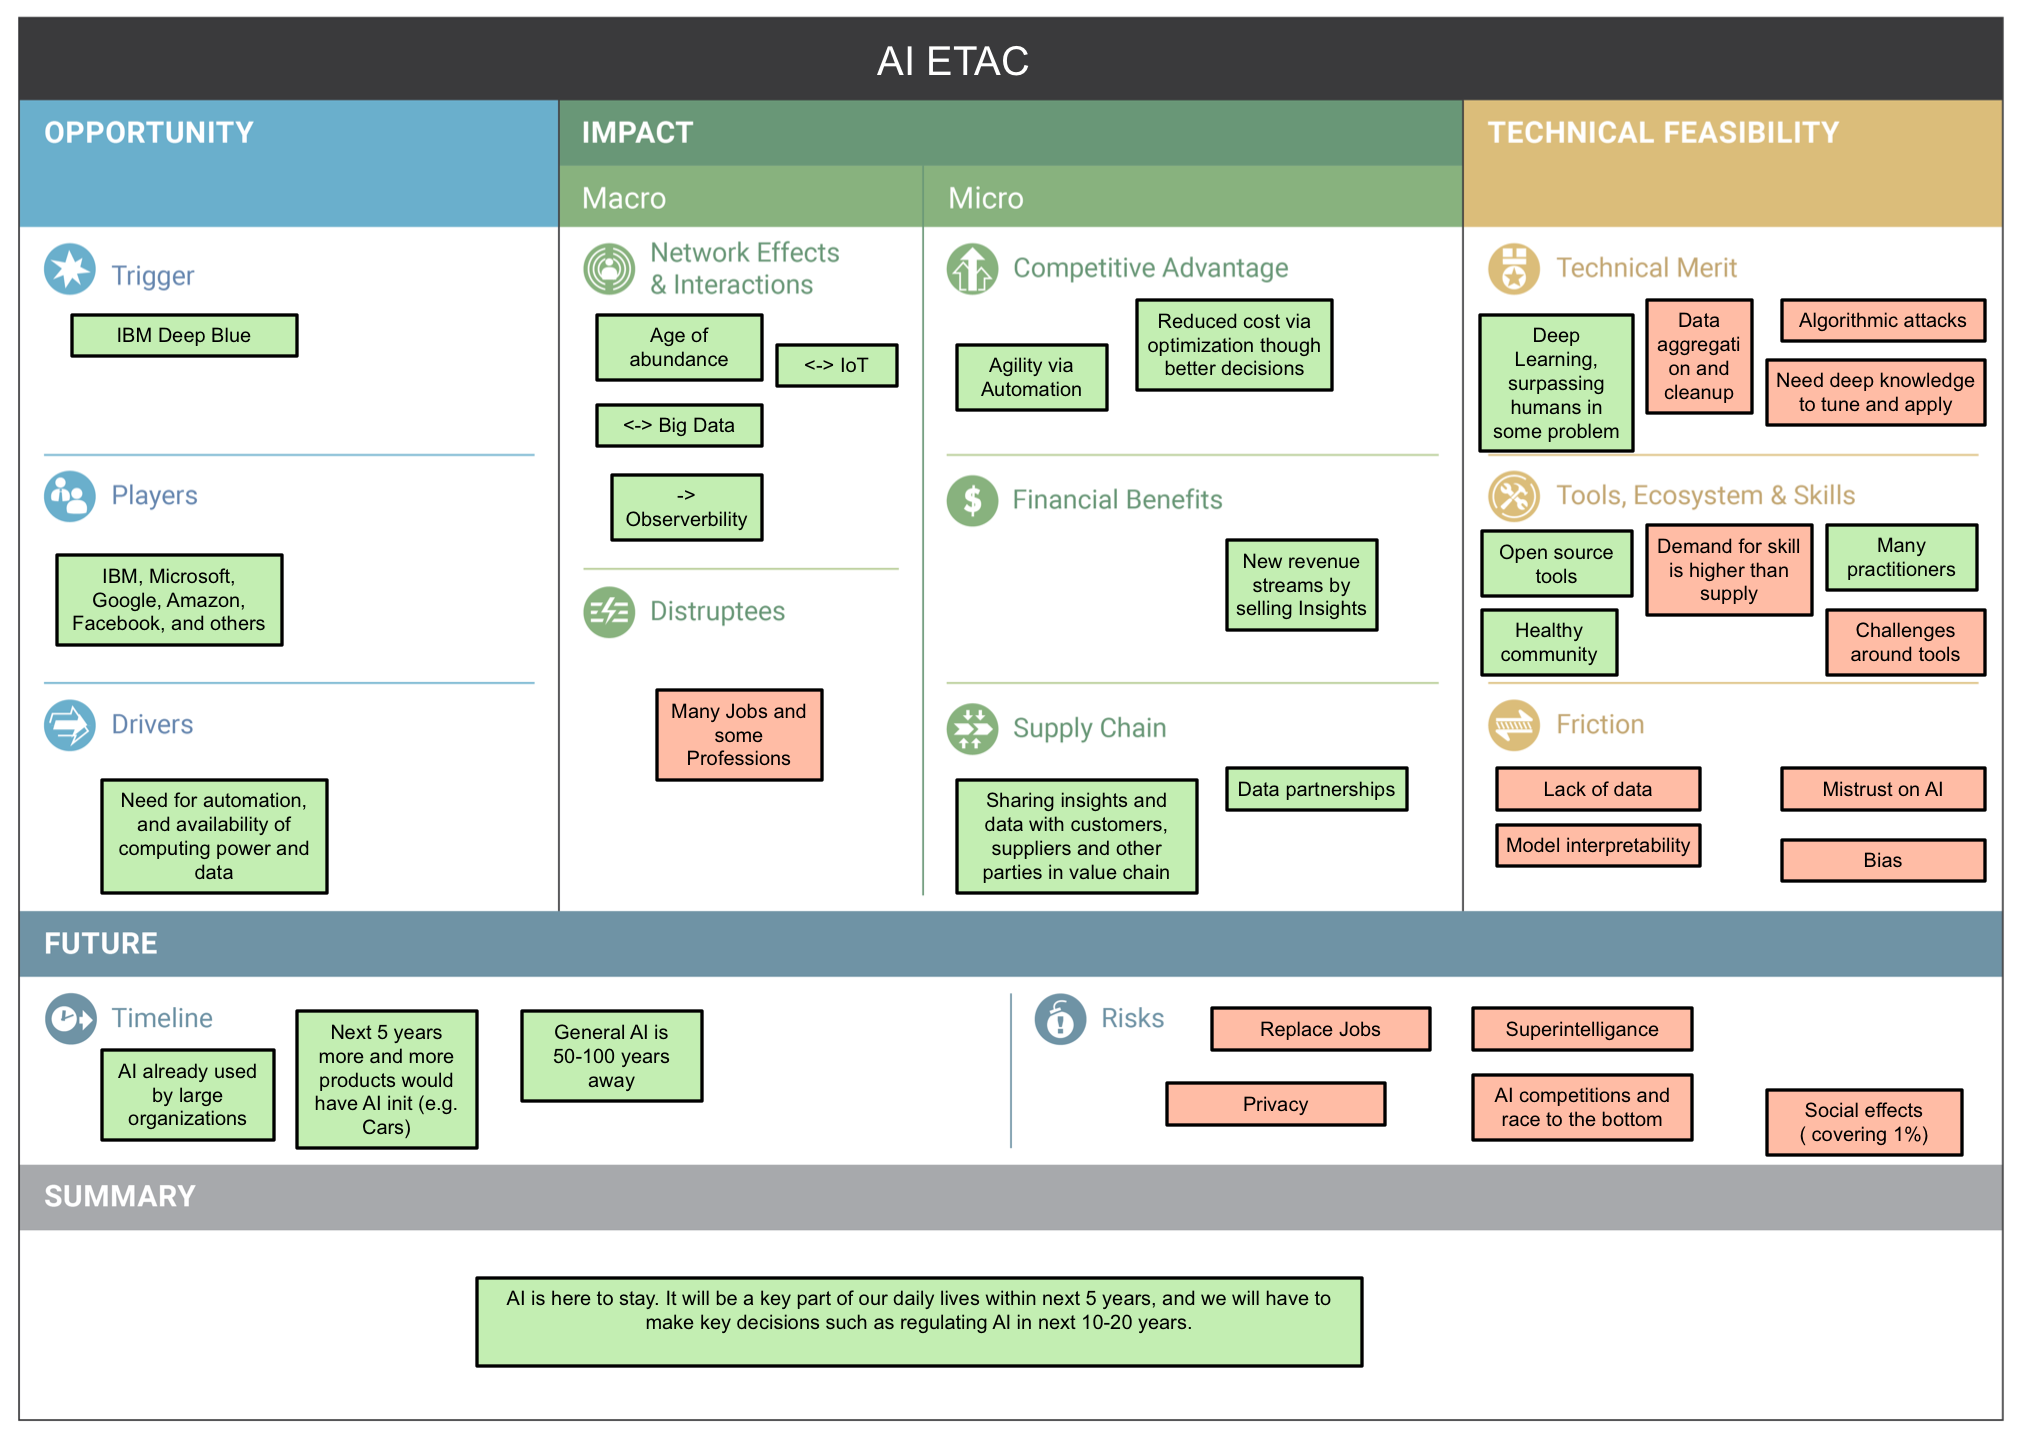 AI ETAC
OPPORTUNITY
Trigger
IBM Deep Blue
Players
IBM, Microsoft,
Google, Amazon,
Facebook, and others
Drivers
Need for automation,
and availability of
computing power and
data
IMPACT
Macro
Network Effects
& Interactions
Age of
abundance
<-> IoT
<-> Big Data
->
Observerbility
Distruptees
Many Jobs and
some
Professions
Micro
Competitive Advantage
Agility via
Automation
Reduced cost via
optimization though
better decisions
Financial Benefits
New revenue
streams by
selling Insights
Supply Chain
Sharing insights and
data with customers,
suppliers and other
parties in value chain
Data partnerships
TECHNICAL FEASIBILITY
Technical Merit
Deep
Learning,
surpassing
humans in
some problem
Data
aggregati
on and
cleanup
Algorithmic attacks
Need deep knowledge
to tune and apply
Tools, Ecosystem & Skills
Open source
tools
Demand for skill
is higher than
supply
Many
practitioners
Healthy
community
Challenges
around tools
Friction
Lack of data
Mistrust on AI
Model interpretability
Bias
FUTURE
Timeline
AI already used
by large
organizations
Next 5 years
more and more
products would
have AI init (e.g.
Cars)
General AI is
50-100 years
away
Risks
Replace Jobs
Superintelligance
Privacy
AI competitions and
race to the bottom
Social effects
( covering 1%)
SUMMARY
AI is here to stay. It will be a key part of our daily lives within next 5 years, and we will have to
make key decisions such as regulating AI in next 10-20 years.